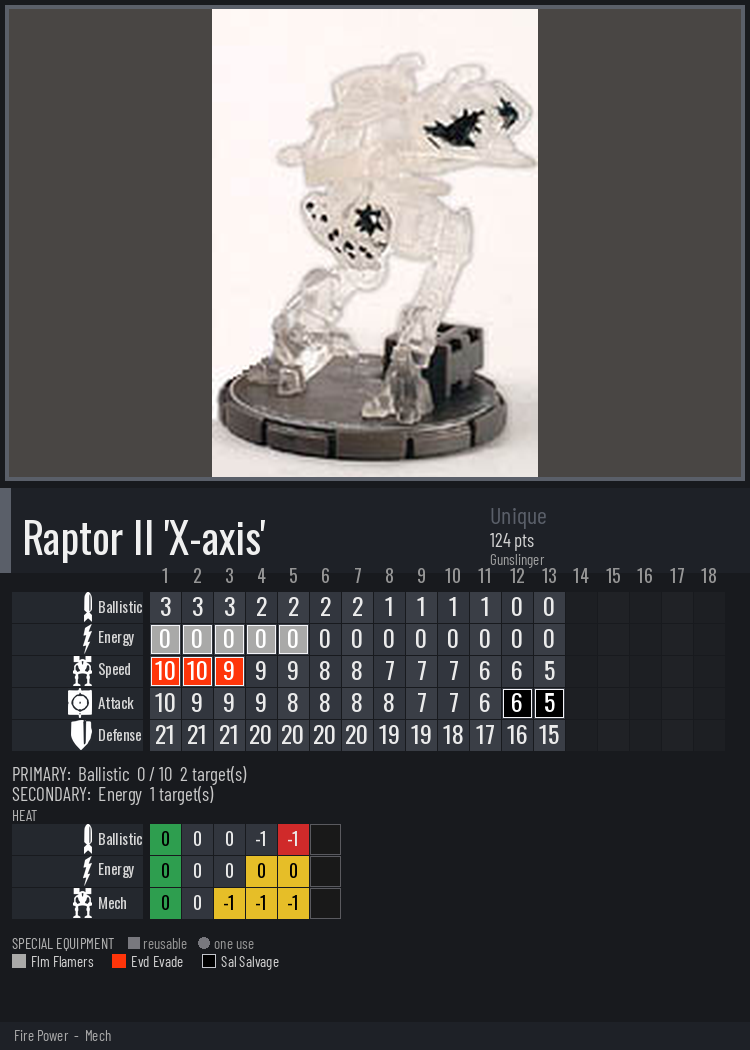 Raptor II 'X-axis'
Unique
124 pts
Gunslinger
1 2 3 4 5 6 7 8 9 10 11 12 13 14 15 16 17 18
Ballistic 3 3 3 2 2 2 2 1 1 1 1 0 0
Energy 0 0 0 0 0 0 0 0 0 0 0 0 0
Speed 10 10 9 9 9 8 8 7 7 7 6 6 5
Attack 10 9 9 9 8 8 8 8 7 7 6 6 5
Defense 21 21 21 20 20 20 20 19 19 18 17 16 15
PRIMARY: Ballistic 0 / 10 2 target(s)
SECONDARY: Energy 1 target(s)
HEAT
Ballistic 0 0 0 -1 -1
Energy 0 0 0 0 0
Mech 0 0 -1 -1 -1
SPECIAL EQUIPMENT reusable one use
Flm Flamers Evd Evade Sal Salvage
Fire Power - Mech